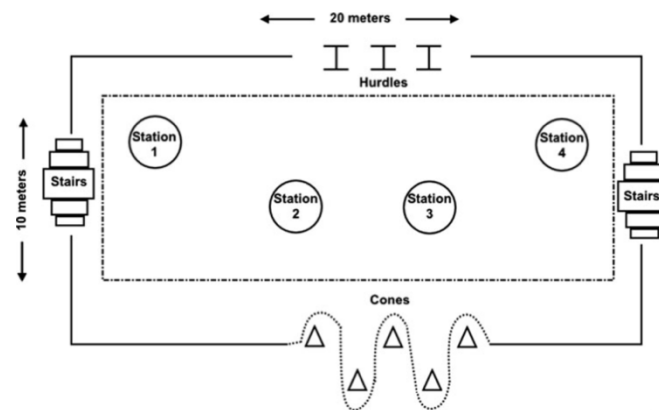 20 meters
Hurdles
Station
1
Station
4
10 meters
Stairs
Stairs
Station
2
Station
3
Cones